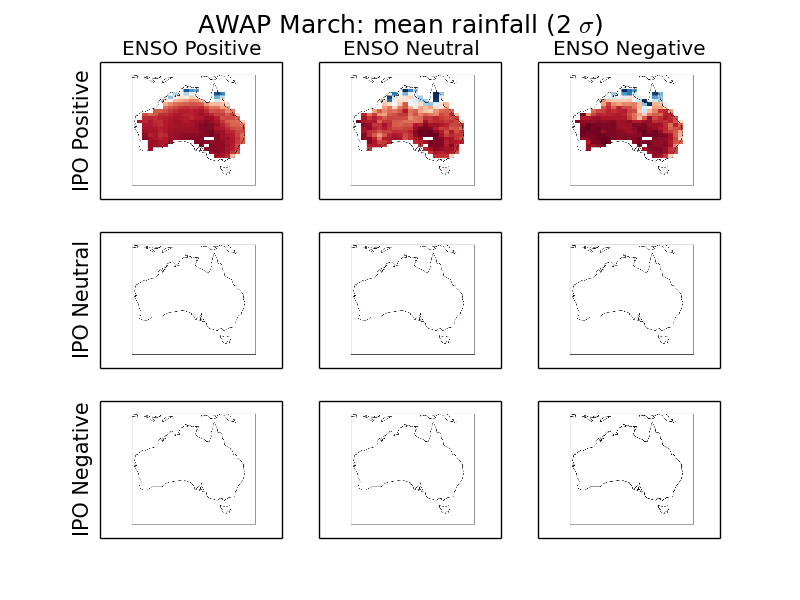 AWAP March: mean rainfall (2 σ)
ENSO Positive ENSO Neutral ENSO Negative
IPO Positive
IPO Neutral
IPO Negative